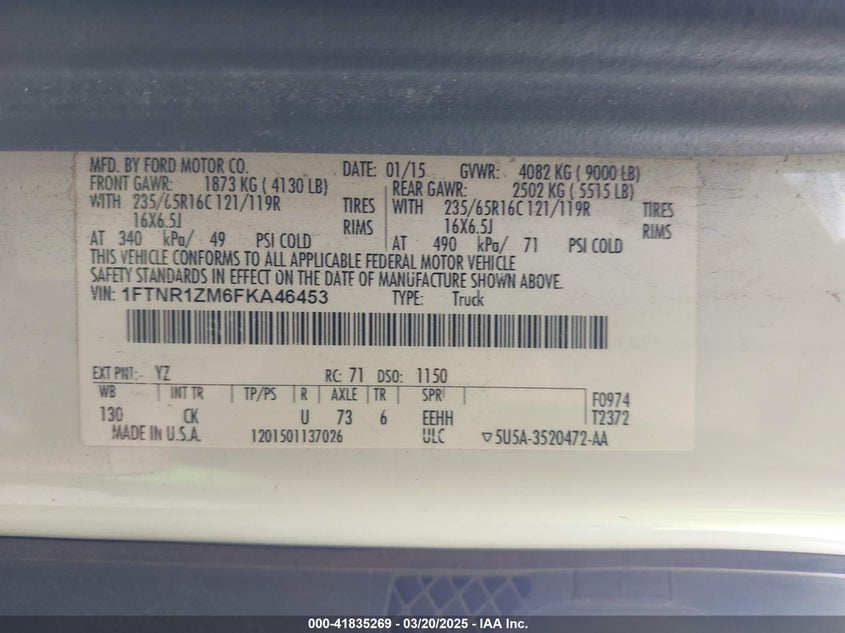 MFD. BY FORD MOTOR CO. DATE: 01/15 GVWR: 4082 KG ( 9000 LB)
FRONT GAWR: 1873 KG ( 4130 LB) REAR GAWR: 2502 KG ( 5515 LB)
WITH 235/65R16C 121/119R TIRES WITH 235/65R16C 121/119R TIRES
16X6.5J RIMS 16X6.5J RIMS
AT 340 kPa/ 49 PSI COLD AT 490 kPa/ 71 PSI COLD
THIS VEHICLE CONFORMS TO ALL APPLICABLE FEDERAL MOTOR VEHICLE
SAFETY STANDARDS IN EFFECT ON THE DATE OF MANUFACTURE SHOWN ABOVE.
VIN: 1FTNR1ZM6FKA46453 TYPE: Truck
EXT PNT: YZ RC: 71 DSO: 1150
WB INT TR TP/PS R AXLE TR SPR F0974
130 CK U 73 6 EEHH T2372
MADE IN U.S.A. 1201501137026 ULC ▽5U5A-3520472-AA
000-41835269 - 03/20/2025 - IAA Inc.